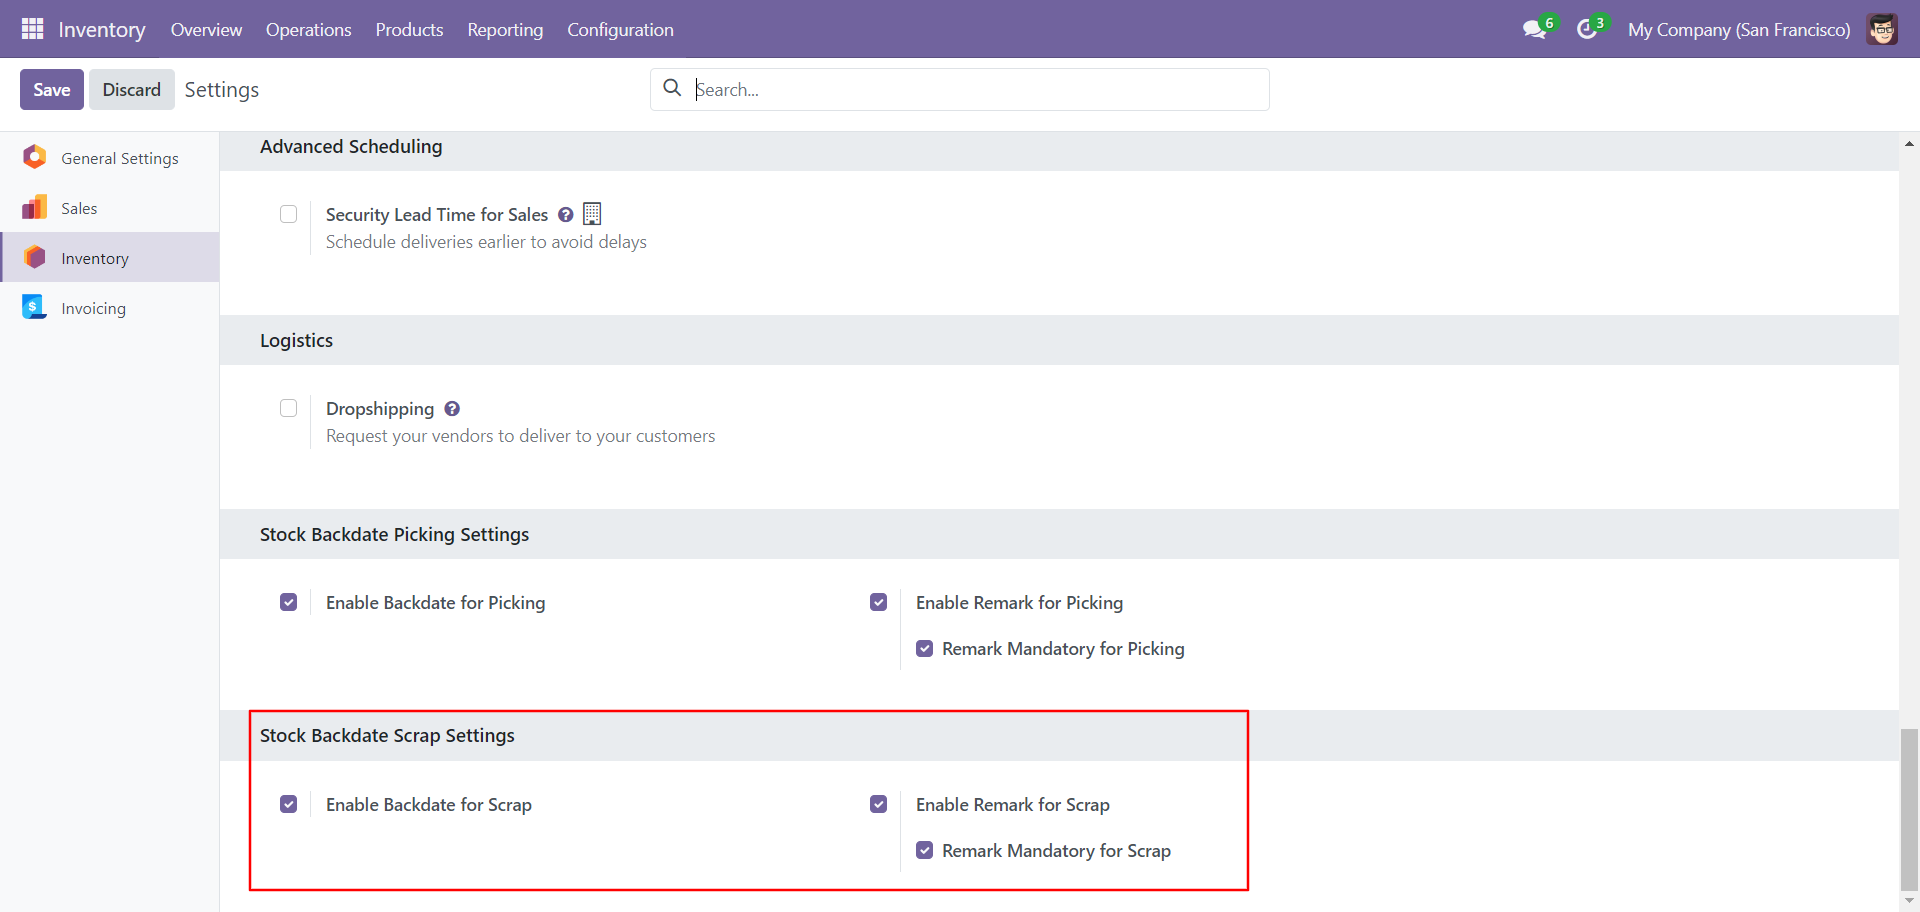 Inventory Overview Operations Products Reporting Configuration 6 3 My Company (San Francisco)
Save Discard Settings Search...
General Settings
Sales
Inventory
$ Invoicing
Advanced Scheduling
Security Lead Time for Sales ?
Schedule deliveries earlier to avoid delays
Logistics
Dropshipping ?
Request your vendors to deliver to your customers
Stock Backdate Picking Settings
Enable Backdate for Picking Enable Remark for Picking
Remark Mandatory for Picking
Stock Backdate Scrap Settings
Enable Backdate for Scrap Enable Remark for Scrap
Remark Mandatory for Scrap